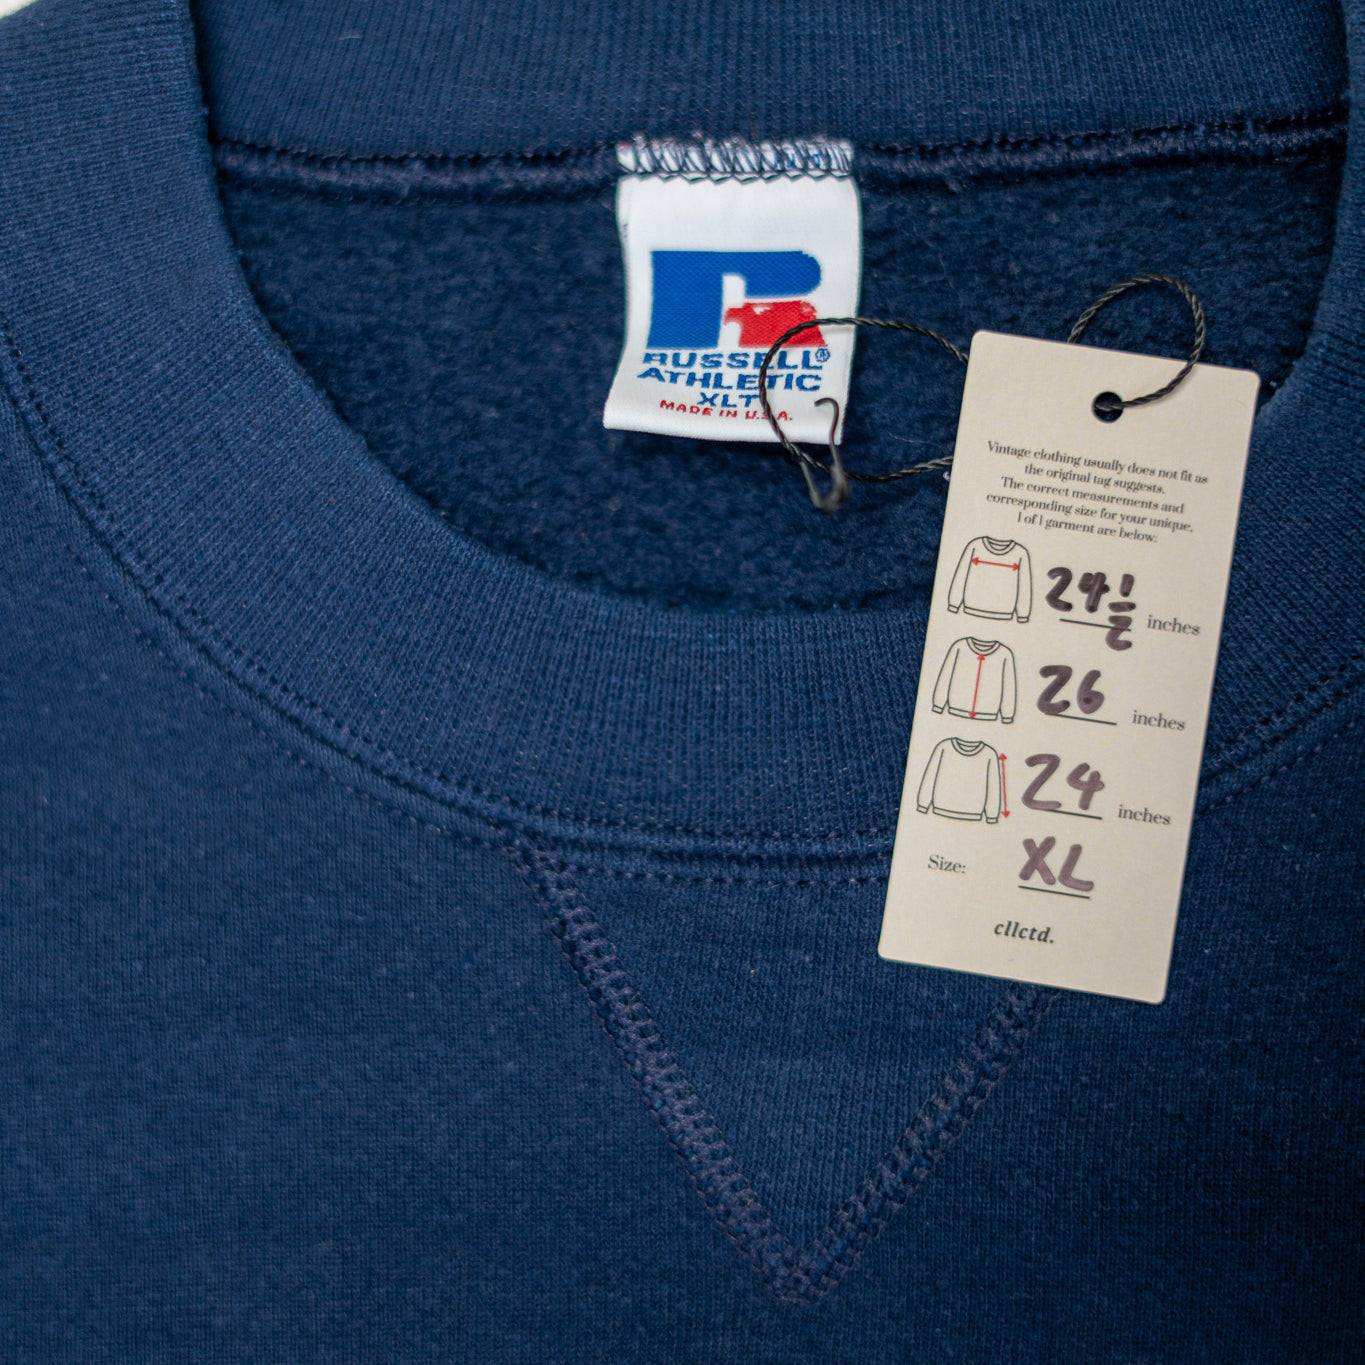 RUSSELL®
ATHLETIC
XLT
MADE IN U.S.A.
Vintage clothing usually does not fit as
the original tag suggests.
The correct measurements and
corresponding size for your unique,
1 of 1 garment are below:
24 1/2 inches
26 inches
24 inches
Size: XL
cllctd.